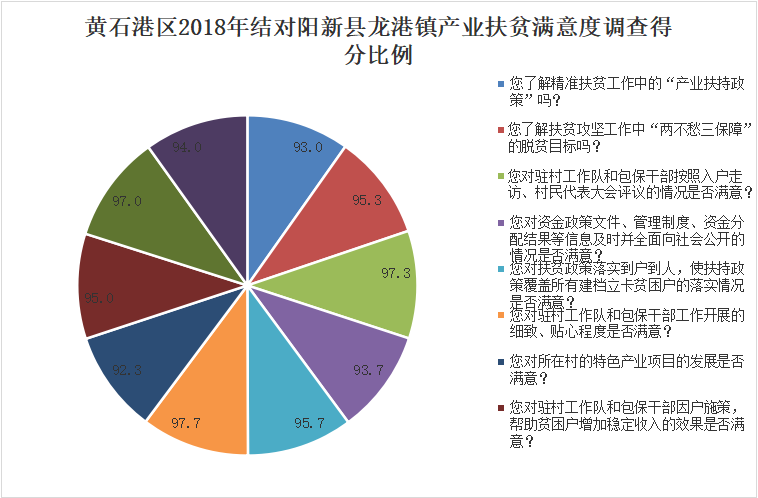 黄石港区2018年结对阳新县龙港镇产业扶贫满意度调查得
分比例
93.0
95.3
97.3
93.7
95.7
97.7
92.3
95.0
97.0
94.0
您了解精准扶贫工作中的“产业扶持政
策”吗？
您了解扶贫攻坚工作中“两不愁三保障”
的脱贫目标吗？
您对驻村工作队和包保干部按照入户走
访、村民代表大会评议的情况是否满意？
您对资金政策文件、管理制度、资金分
配结果等信息及时并全面向社会公开的
情况是否满意？
您对扶贫政策落实到户到人，使扶持政
策覆盖所有建档立卡贫困户的落实情况
是否满意？
您对驻村工作队和包保干部工作开展的
细致、贴心程度是否满意？
您对所在村的特色产业项目的发展是否
满意？
您对驻村工作队和包保干部因户施策，
帮助贫困户增加稳定收入的效果是否满
意？